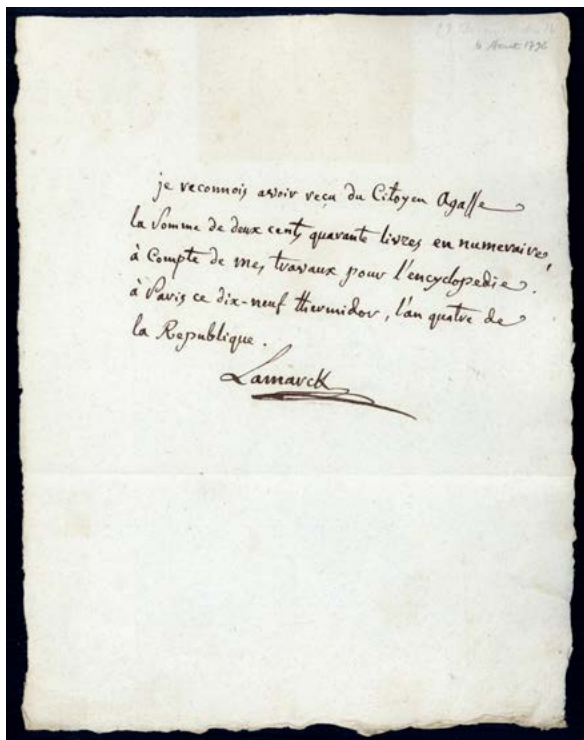 6 Aout 1796
je reconnois avoir reçu du Citoyen Agasse
la Somme de deux cents quarante livres en numeraire,
à Compte de mes travaux pour l'encyclopedie.
à Paris ce dix-neuf thermidor, l'an quatre de
la Republique.
Lamarck